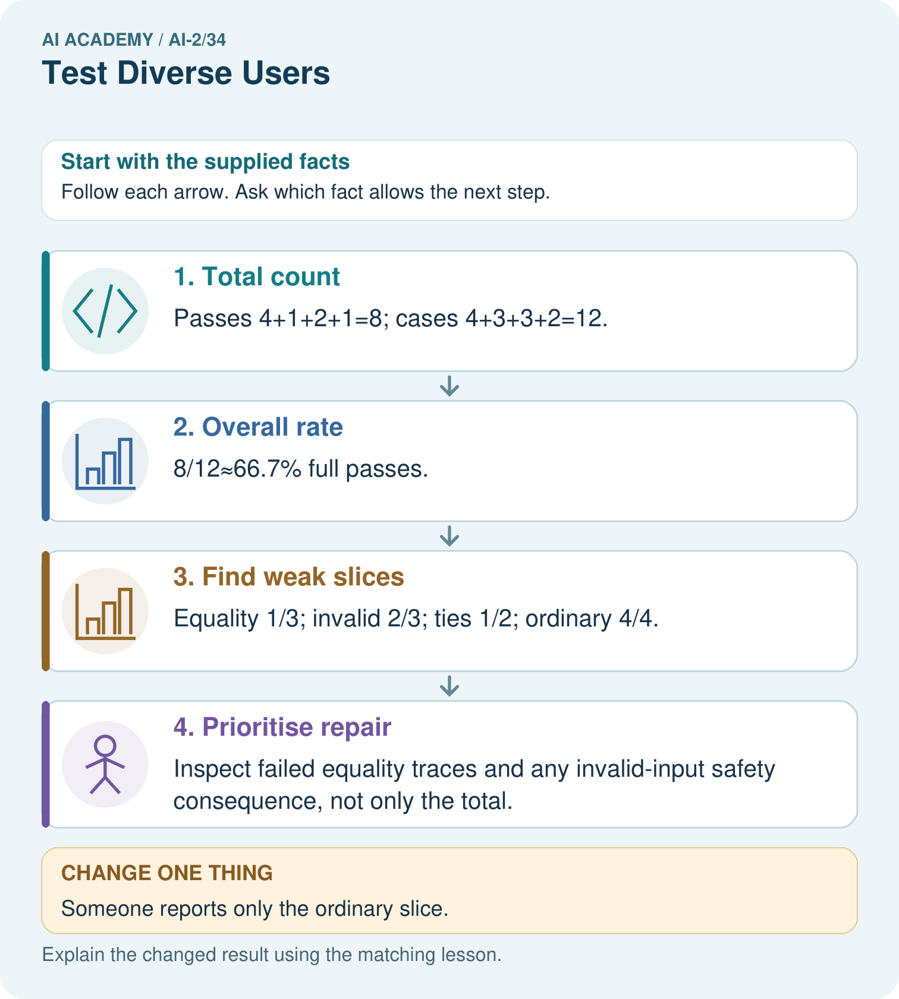 AI ACADEMY / AI-2/34
Test Diverse Users
Start with the supplied facts
Follow each arrow. Ask which fact allows the next step.
1. Total count
Passes 4+1+2+1=8; cases 4+3+3+2=12.
2. Overall rate
8/12≈66.7% full passes.
3. Find weak slices
Equality 1/3; invalid 2/3; ties 1/2; ordinary 4/4.
4. Prioritise repair
Inspect failed equality traces and any invalid-input safety
consequence, not only the total.
CHANGE ONE THING
Someone reports only the ordinary slice.
Explain the changed result using the matching lesson.